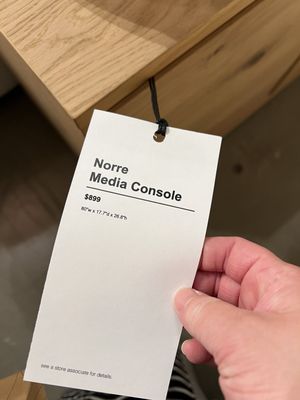 Norre
Media Console
$899
80"w x 17.7"d x 26.8"h
see a store associate for details.